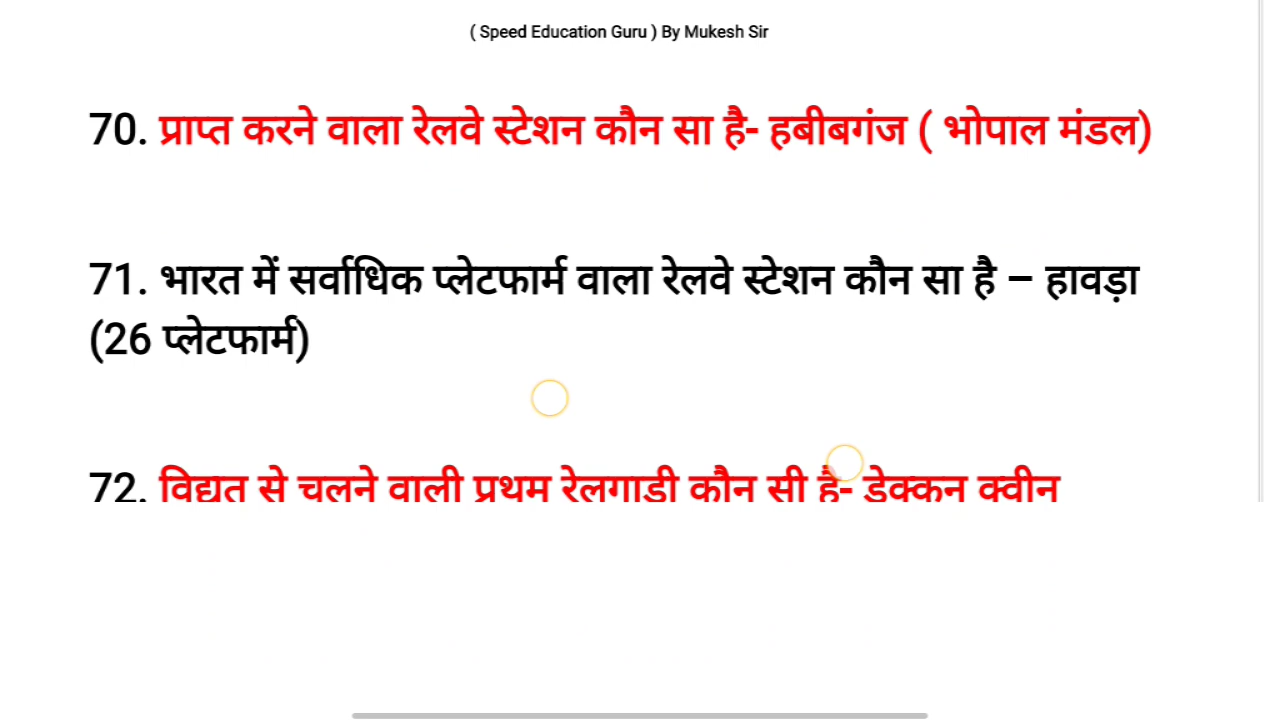 ( Speed Education Guru ) By Mukesh Sir
70. प्राप्त करने वाला रेलवे स्टेशन कौन सा है- हबीबगंज ( भोपाल मंडल)
71. भारत में सर्वाधिक प्लेटफार्म वाला रेलवे स्टेशन कौन सा है – हावड़ा
(26 प्लेटफार्म)
72. विद्युत से चलने वाली प्रथम रेलगाड़ी कौन सी है- डेक्कन क्वीन